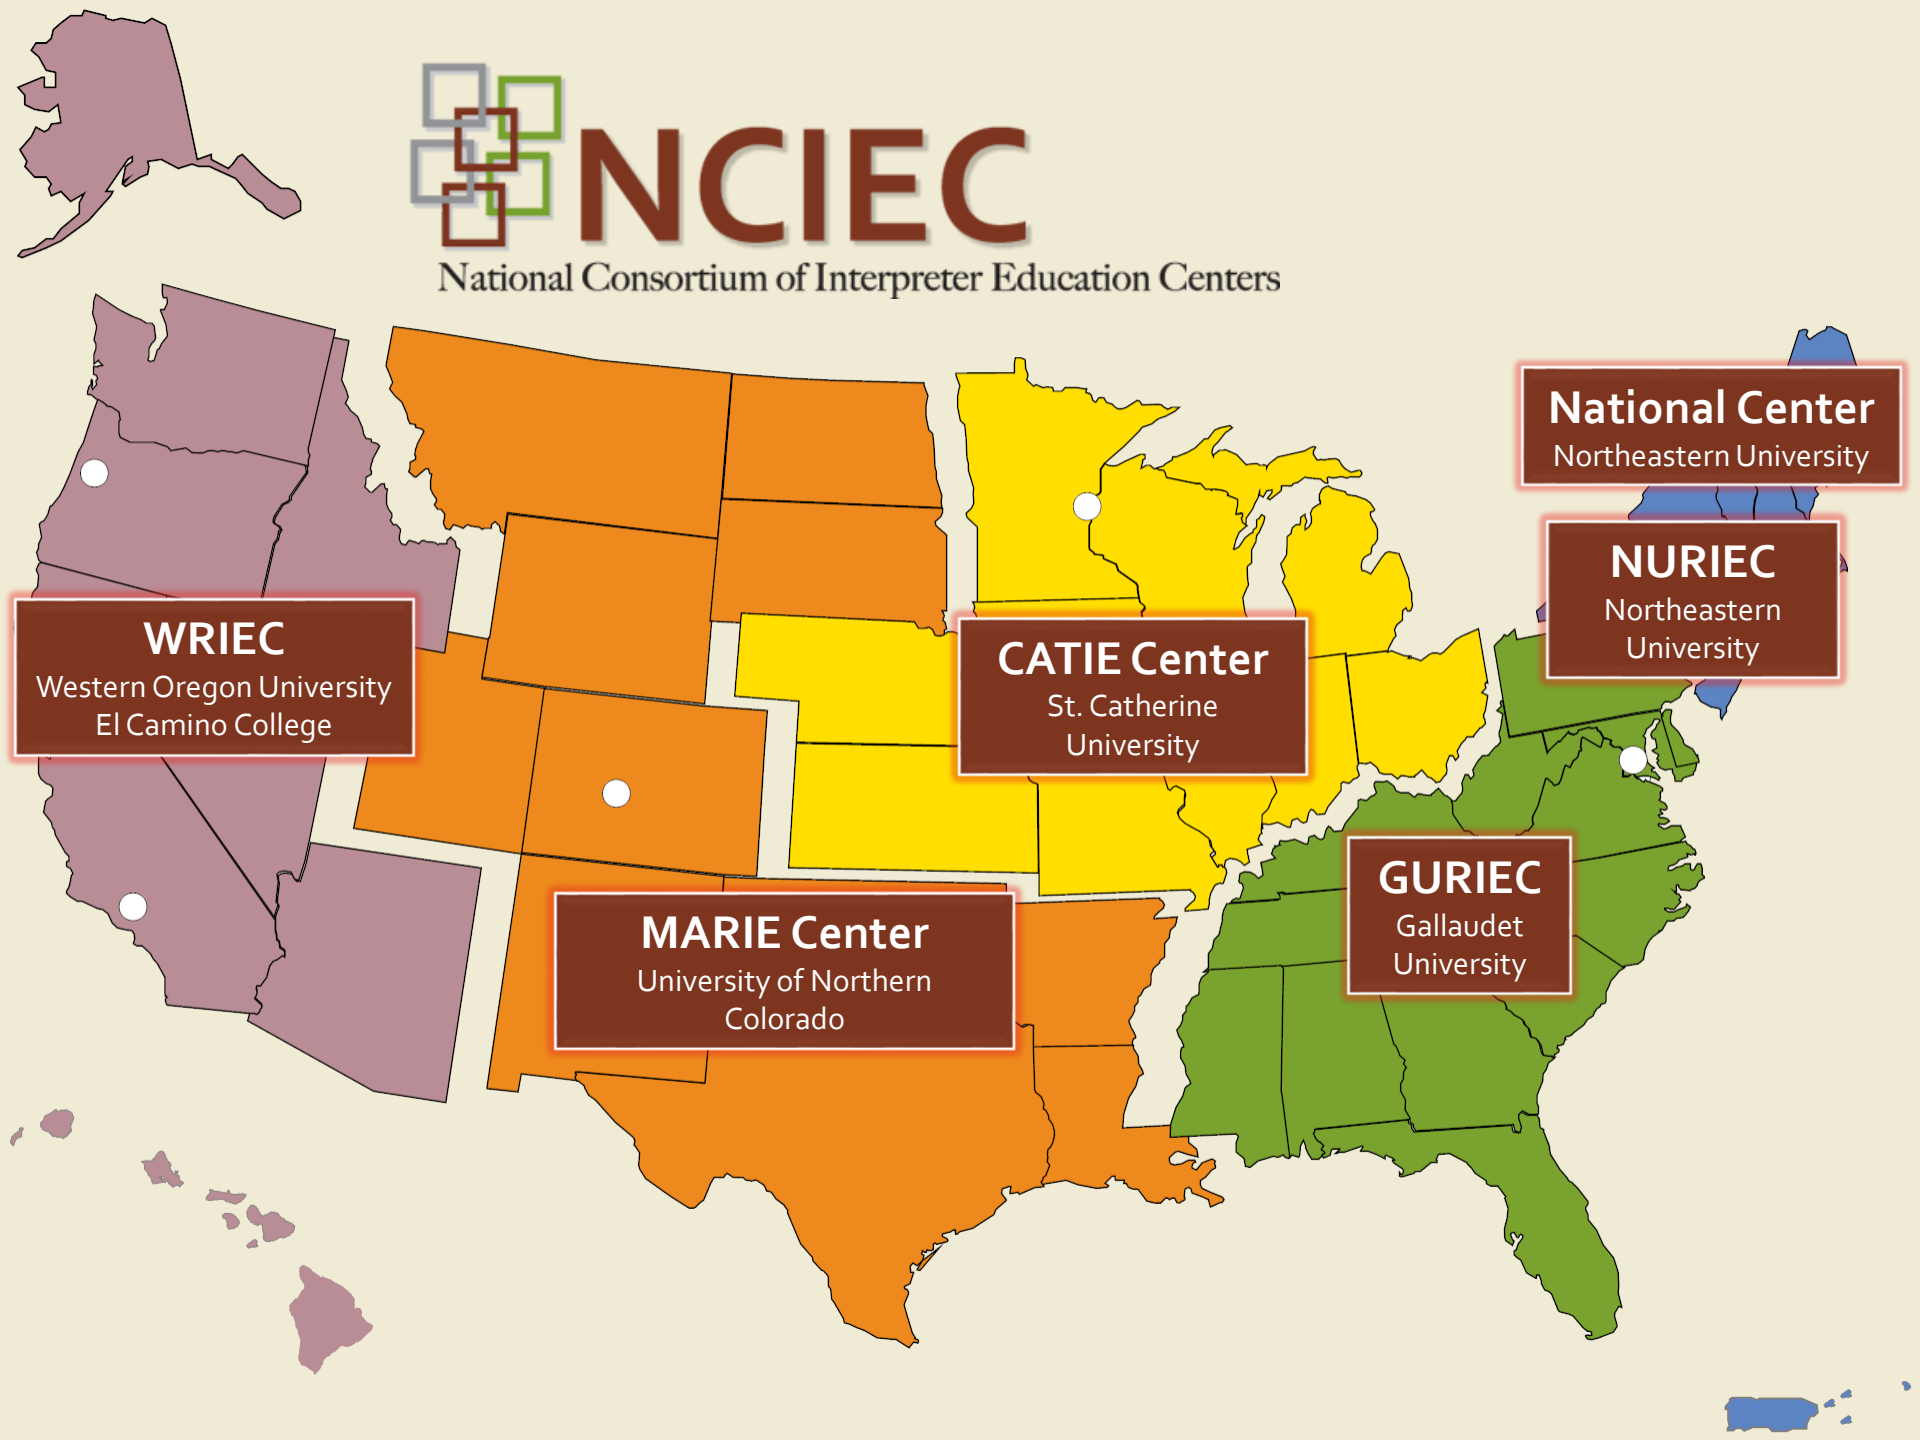 NCIEC
National Consortium of Interpreter Education Centers
National Center
Northeastern University
NURIEC
Northeastern
University
WRIEC
Western Oregon University
El Camino College
CATIE Center
St. Catherine
University
MARIE Center
University of Northern
Colorado
GURIEC
Gallaudet
University